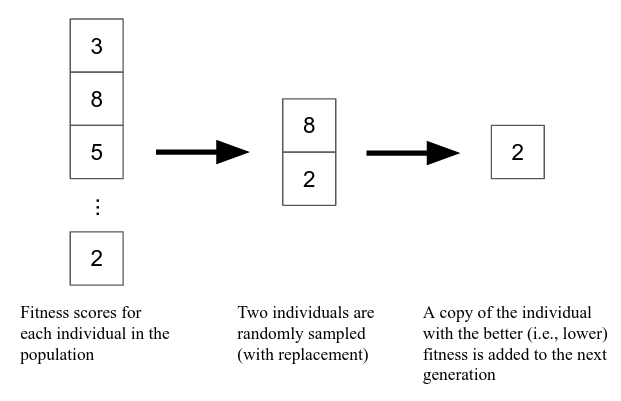 3
8
5
⋮
2
8
2
2
Fitness scores for
each individual in the
population
Two individuals are
randomly sampled
(with replacement)
A copy of the individual
with the better (i.e., lower)
fitness is added to the next
generation